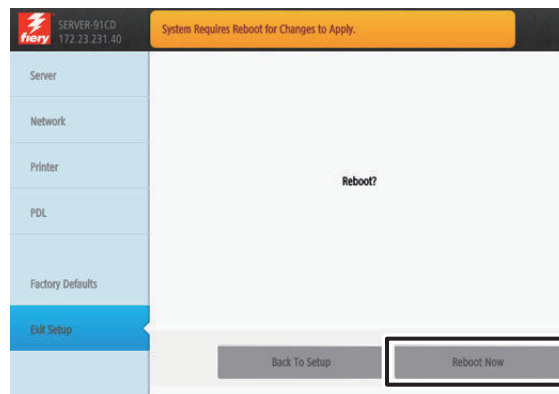 fiery
SERVER-91CD
172.23.231.40
System Requires Reboot for Changes to Apply.
Server
Network
Printer
PDL
Factory Defaults
Exit Setup
Reboot?
Back To Setup
Reboot Now